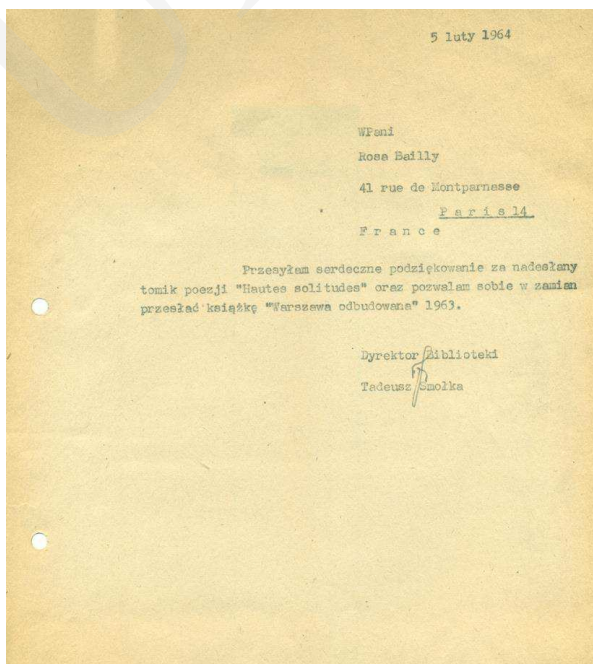 5 luty 1964
WPani
Rosa Bailly
41 rue de Montparnasse
P a r i s 14
F r a n c e
Przesyłam serdeczne podziękowanie za nadesłany
tomik poezji "Hautes solitudes" oraz pozwalam sobie w zamian
przesłać książkę "Warszawa odbudowana" 1963.
Dyrektor Biblioteki
Tadeusz Smołka